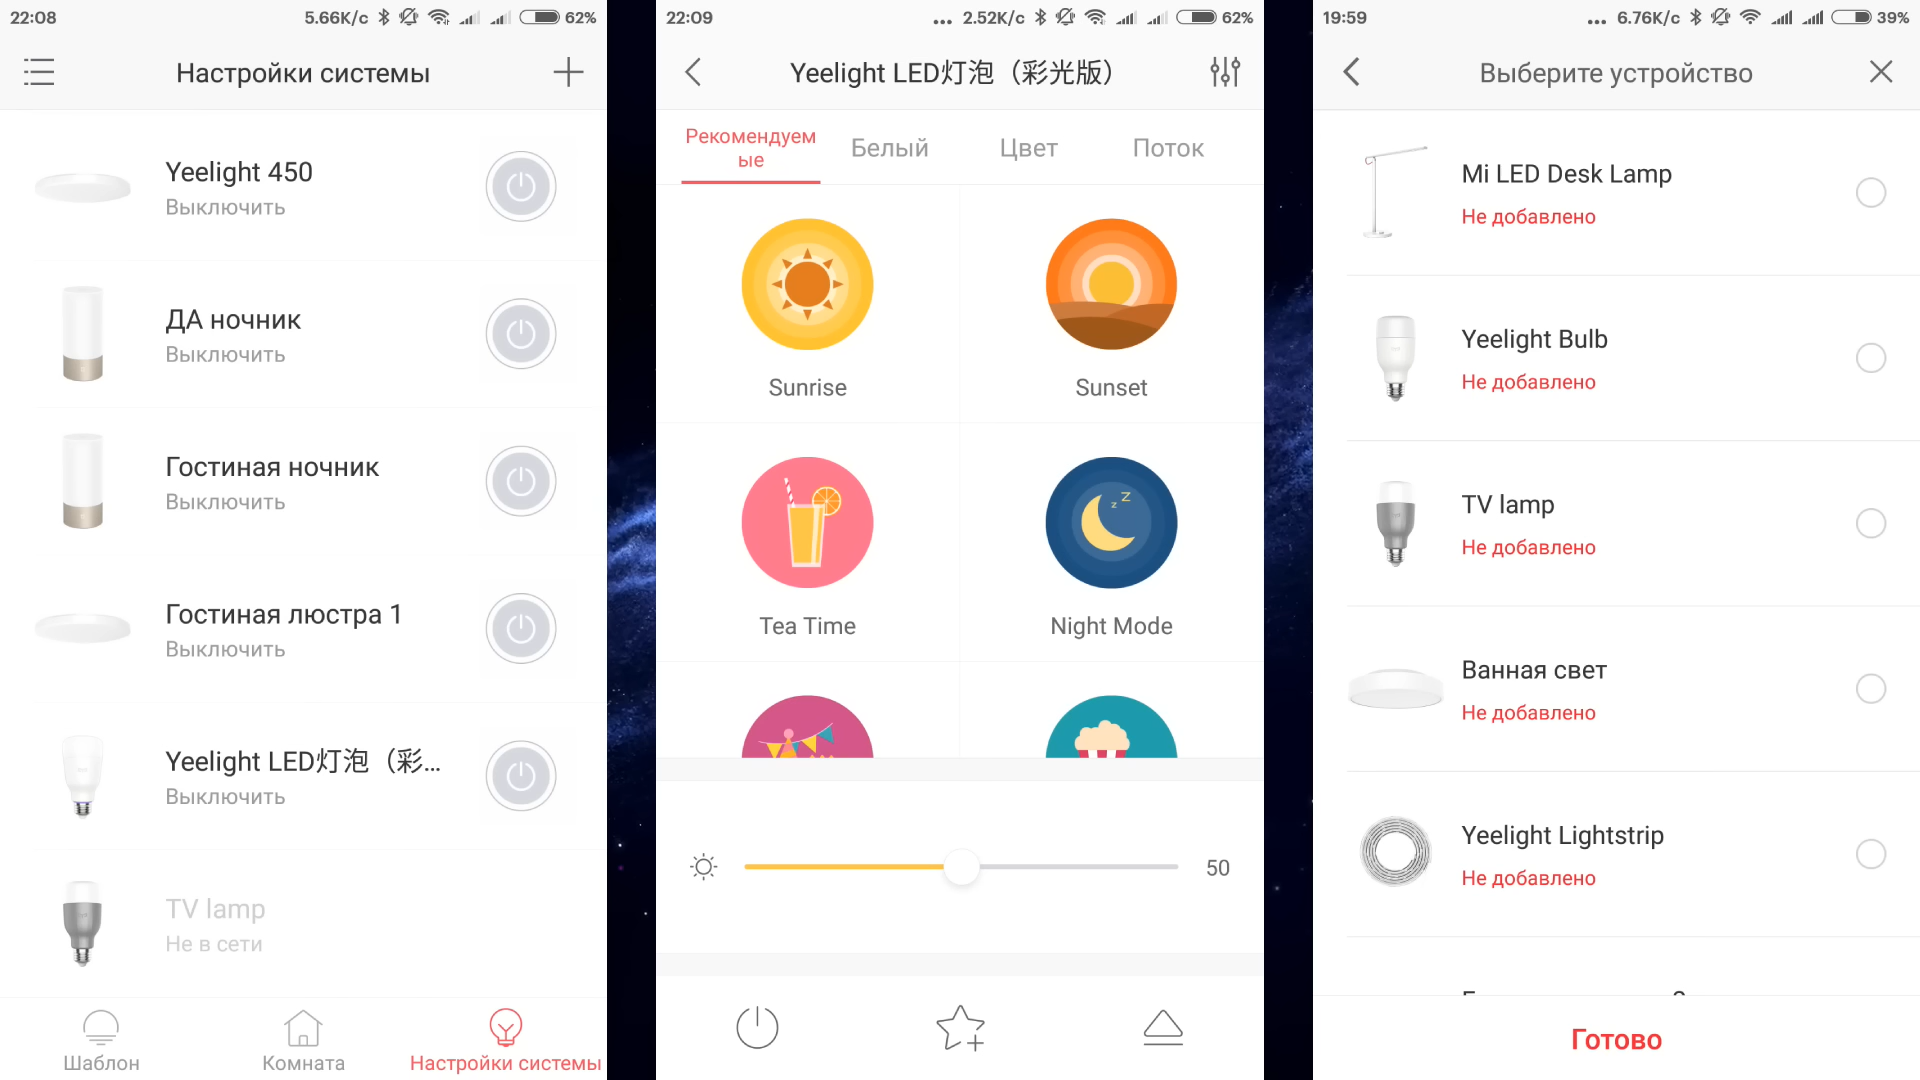 22:08
5.66K/c
62%
Настройки системы
Yeelight 450
Выключить
ДА ночник
Выключить
Гостиная ночник
Выключить
Гостиная люстра 1
Выключить
Yeelight LED灯泡（彩...
Выключить
TV lamp
Не в сети
Шаблон
Комната
Настройки системы
22:09
... 2.52K/c
62%
Yeelight LED灯泡（彩光版）
Рекомендуем
ые
Белый
Цвет
Поток
Sunrise
Sunset
Tea Time
z z
Night Mode
50
19:59
... 6.76K/c
39%
Выберите устройство
Mi LED Desk Lamp
Не добавлено
Yeelight Bulb
Не добавлено
TV lamp
Не добавлено
Ванная свет
Не добавлено
Yeelight Lightstrip
Не добавлено
Готово